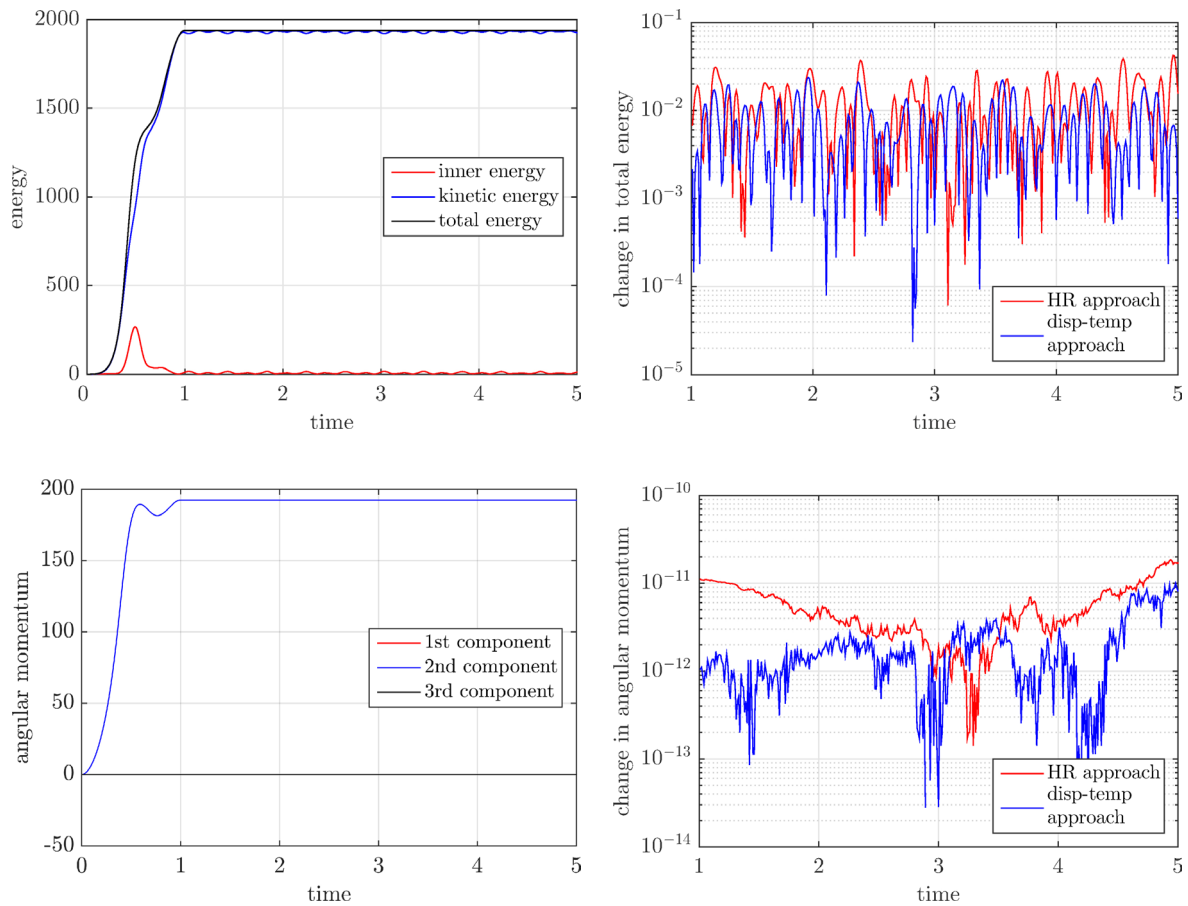 2000
1500
1000
500
0
energy
inner energy
kinetic energy
total energy
0
1
2
3
4
5
time
10⁻¹
10⁻²
10⁻³
10⁻⁴
10⁻⁵
change in total energy
HR approach
disp-temp
approach
1
2
3
4
5
time
200
150
100
50
0
-50
angular momentum
1st component
2nd component
3rd component
0
1
2
3
4
5
time
10⁻¹⁰
10⁻¹¹
10⁻¹²
10⁻¹³
10⁻¹⁴
change in angular momentum
HR approach
disp-temp
approach
1
2
3
4
5
time